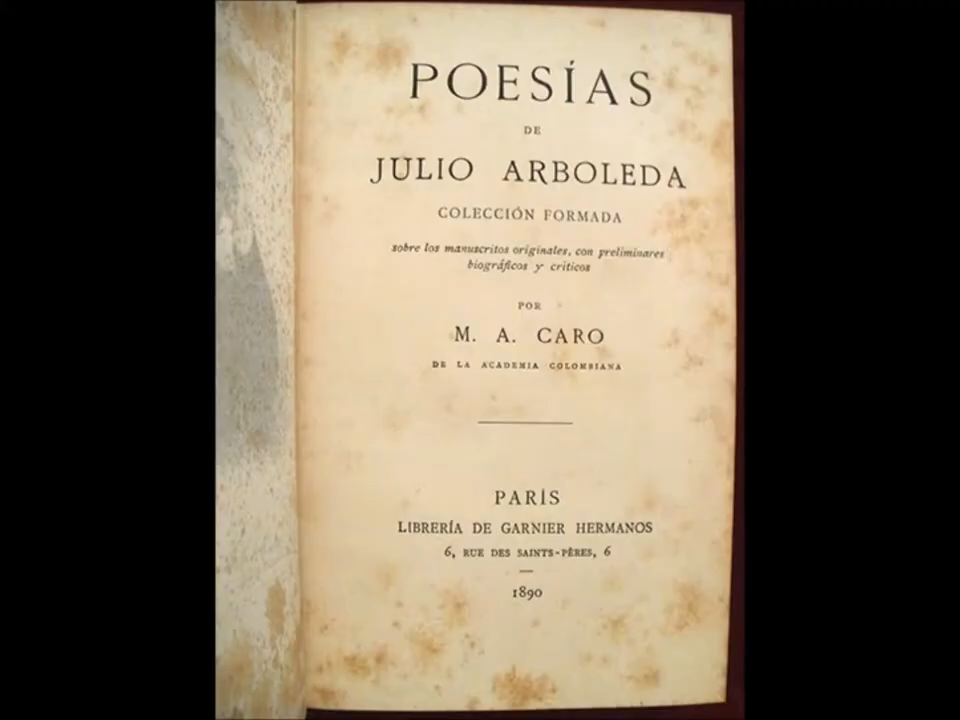 POESÍAS
DE
JULIO ARBOLEDA
COLECCIÓN FORMADA
sobre los manuscritos originales, con preliminares
biográficos y criticos
POR
M. A. CARO
DE LA ACADEMIA COLOMBIANA
PARÍS
LIBRERÍA DE GARNIER HERMANOS
6, RUE DES SAINTS-PÈRES, 6
1890